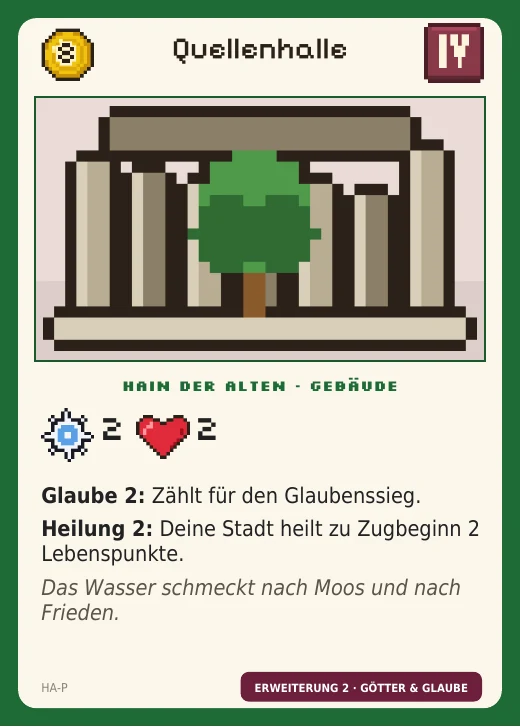 8
Quellenhalle
IV
HAIN DER ALTEN · GEBÄUDE
2 2
Glaube 2: Zählt für den Glaubenssieg.
Heilung 2: Deine Stadt heilt zu Zugbeginn 2
Lebenspunkte.
Das Wasser schmeckt nach Moos und nach
Frieden.
HA-P
ERWEITERUNG 2 · GÖTTER & GLAUBE